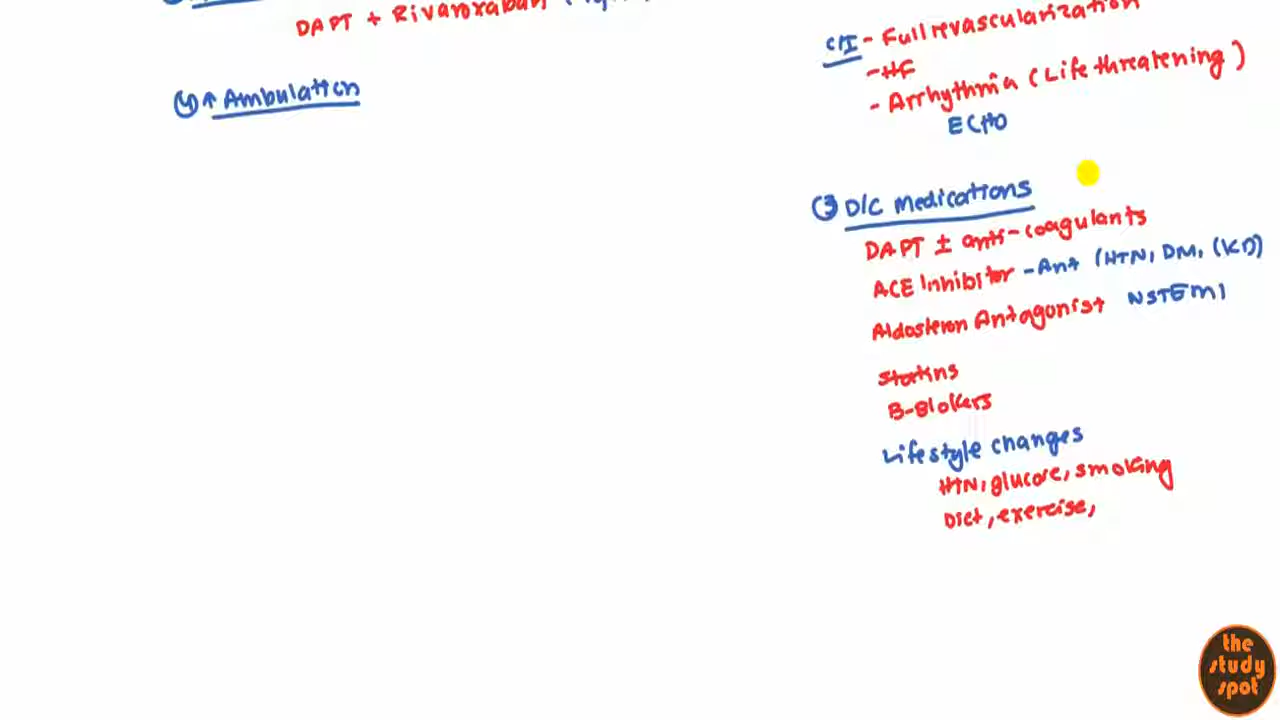 DAPT + Rivaroxaban
④ ↑ Ambulation
C/I - Full revascularization
- HF
- Arrhythmia (Life threatening)
ECHO
③ D/C medications
DAPT ± anti-coagulants
ACE Inhibitor - Ant (HTN, DM, CKD)
Aldosteron Antagonist NSTEMI
Statins
B-Blokers
Lifestyle changes
HTN, glucose, smoking
Diet, exercise,
the
study
spot